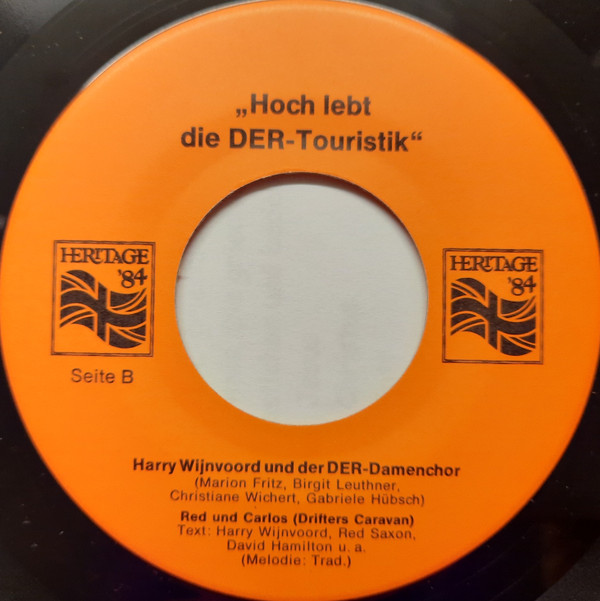 „Hoch lebt
die DER-Touristik“
HERITAGE
'84
HERITAGE
'84
Seite B
Harry Wijnvoord und der DER-Damenchor
(Marion Fritz, Birgit Leuthner,
Christiane Wichert, Gabriele Hübsch)
Red und Carlos (Drifters Caravan)
Text: Harry Wijnvoord, Red Saxon,
David Hamilton u. a.
(Melodie: Trad.)